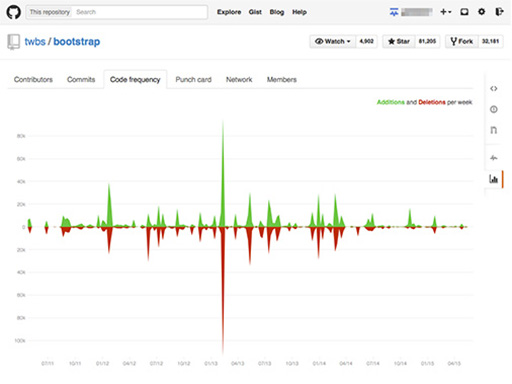 This repository Search Explore Gist Blog Help
twbs / bootstrap Watch 4,902 Star 81,205 Fork 32,181
Contributors Commits Code frequency Punch card Network Members
Additions and Deletions per week
80k
60k
40k
20k
0
20k
40k
60k
80k
100k
07/11 10/11 01/12 04/12 07/12 10/12 01/13 04/13 07/13 10/13 01/14 04/14 07/14 10/14 01/15 04/15